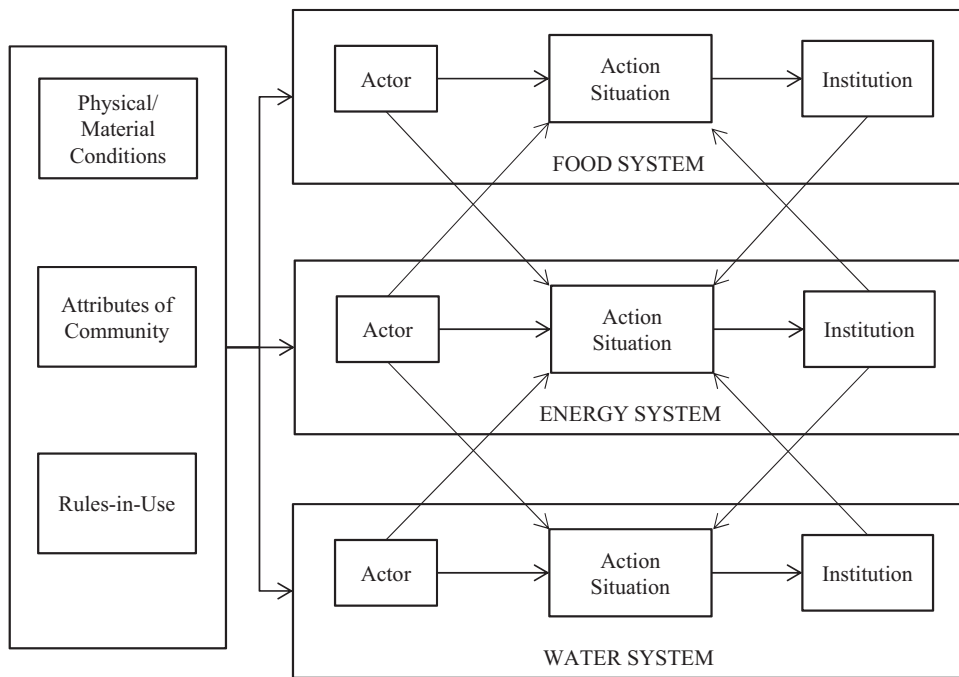 Physical/
Material
Conditions
Attributes of
Community
Rules-in-Use
Actor
Action
Situation
Institution
FOOD SYSTEM
Actor
Action
Situation
Institution
ENERGY SYSTEM
Actor
Action
Situation
Institution
WATER SYSTEM